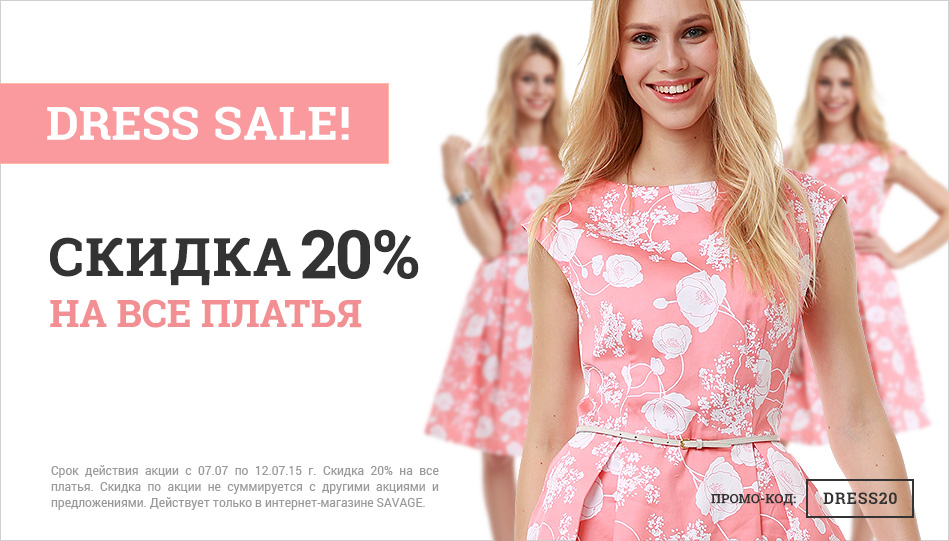 DRESS SALE!
СКИДКА 20%
НА ВСЕ ПЛАТЬЯ
Срок действия акции с 07.07 по 12.07.15 г. Скидка 20% на все
платья. Скидка по акции не суммируется с другими акциями и
предложениями. Действует только в интернет-магазине SAVAGE.
ПРОМО-КОД: DRESS20